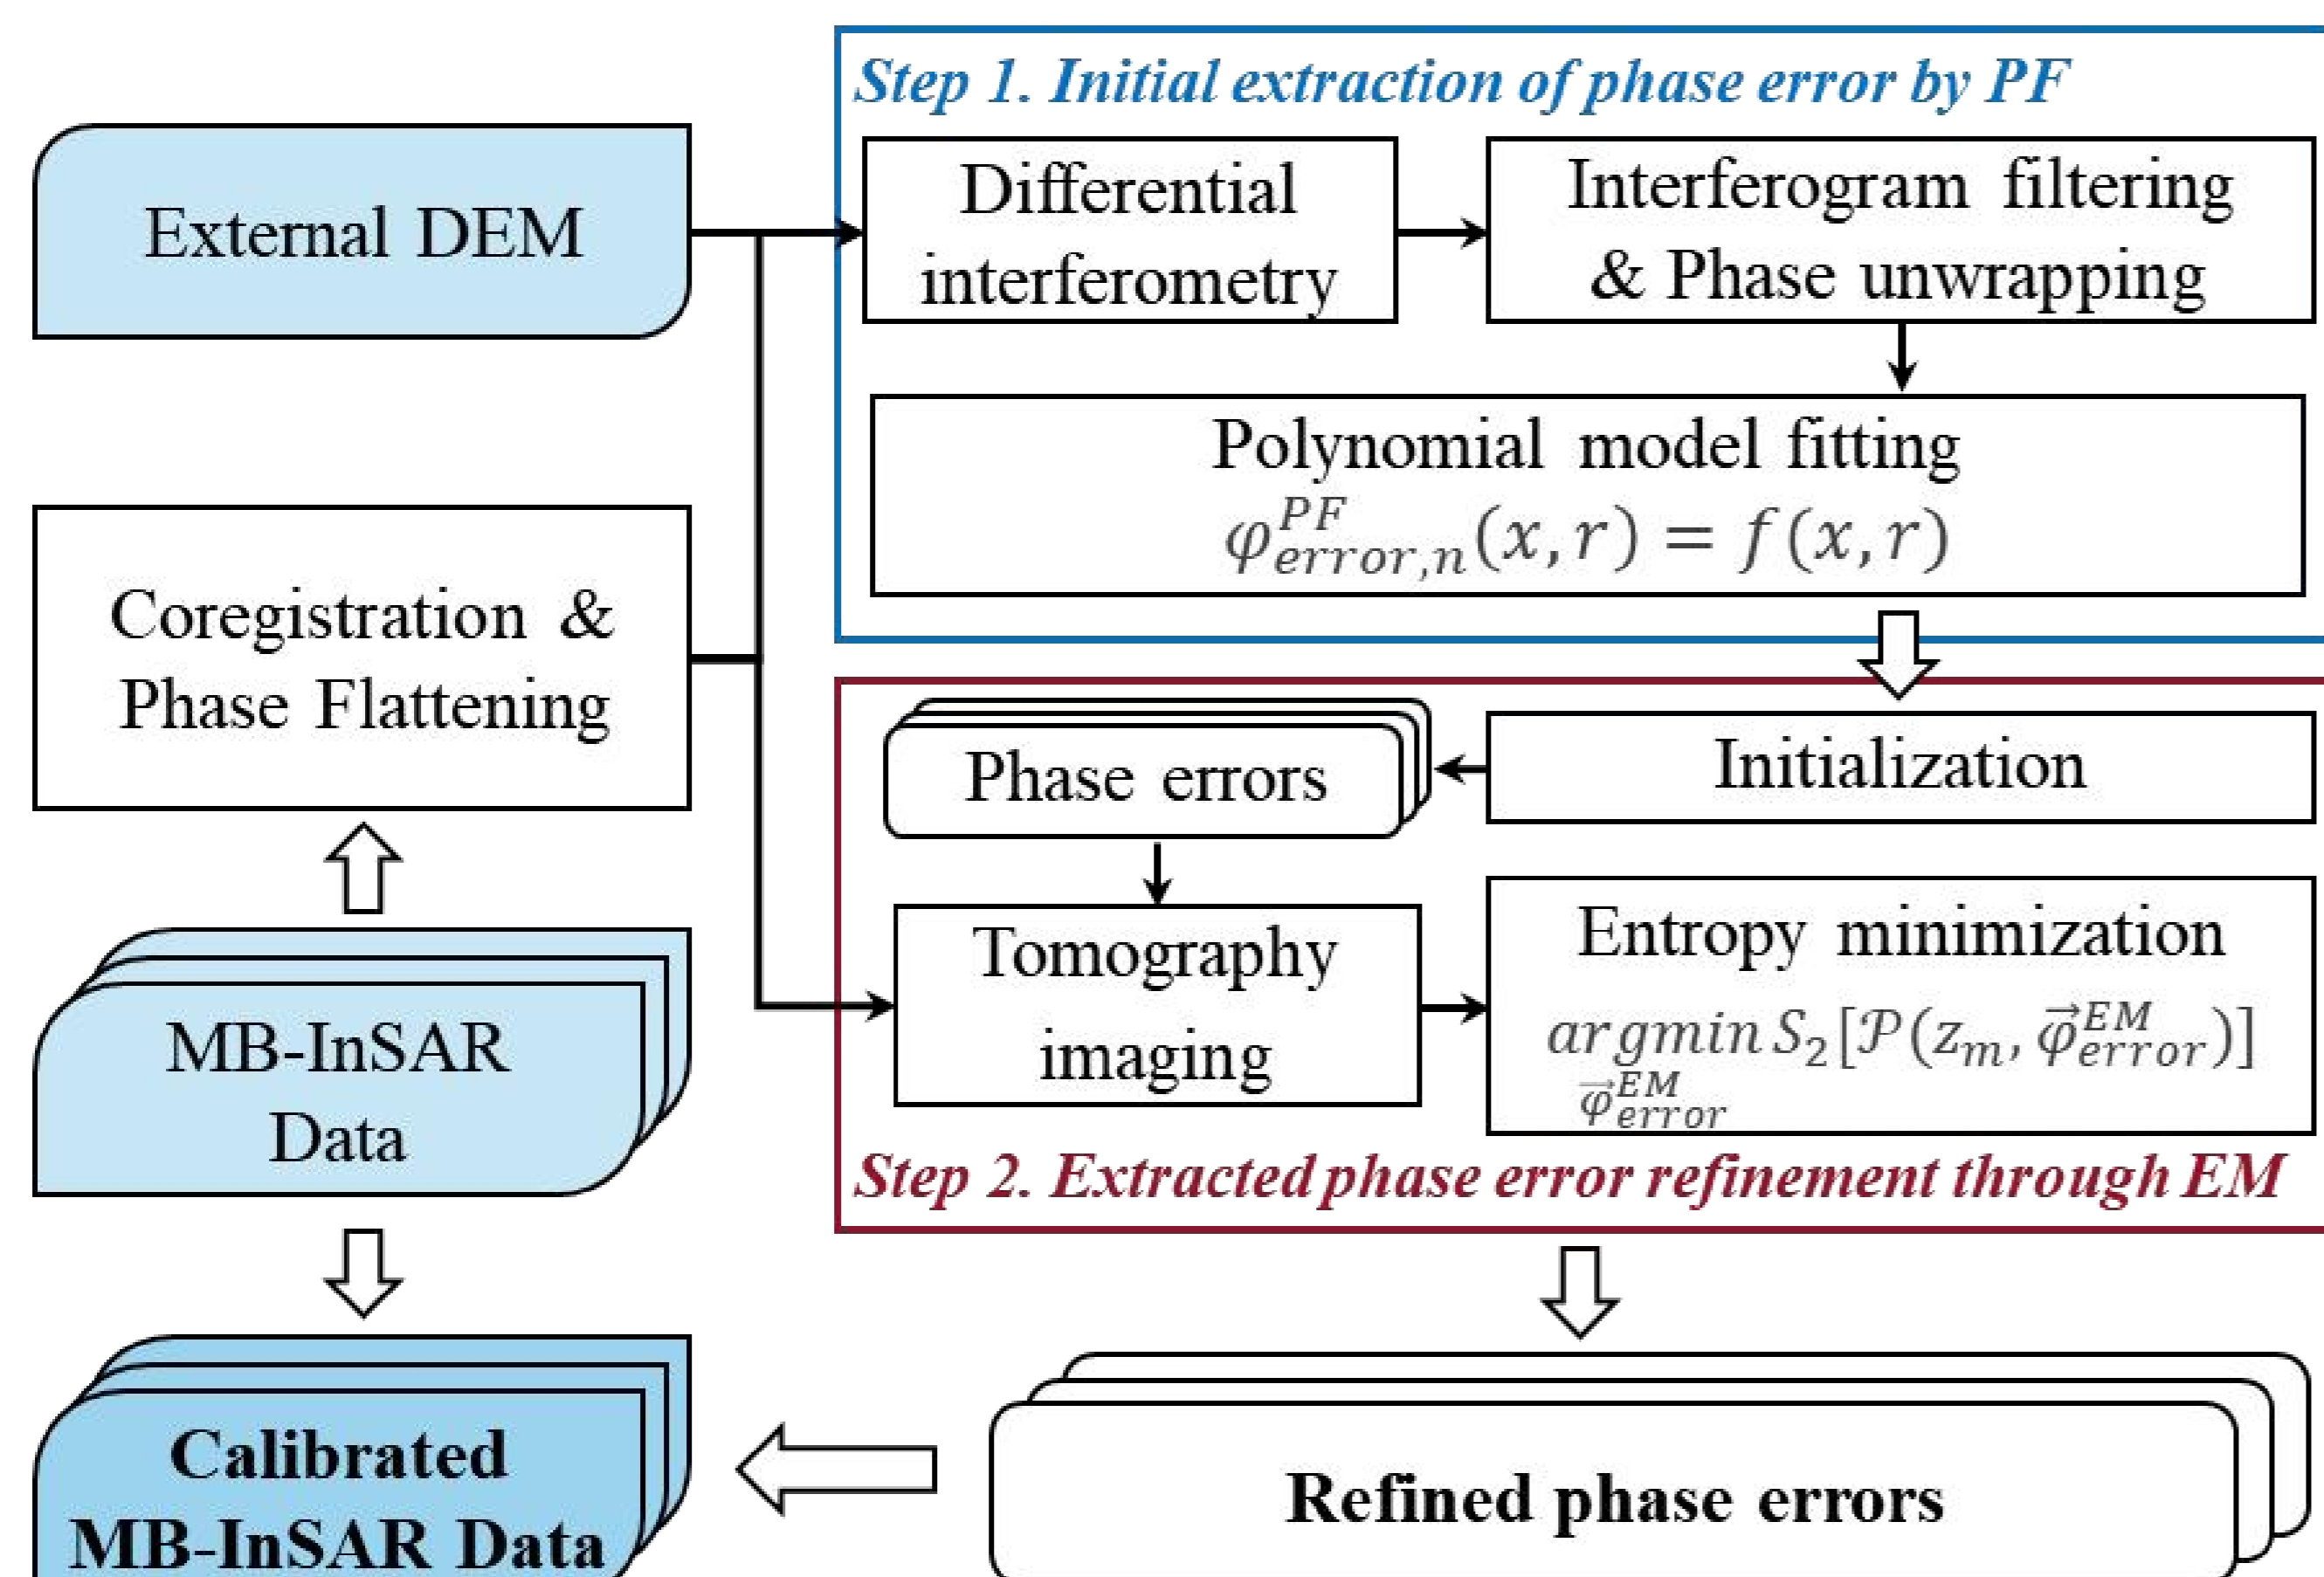 Step 1. Initial extraction of phase error by PF
External DEM
Differential
interferometry
Interferogram filtering
& Phase unwrapping
Polynomial model fitting
φ^{PF}_{error,n}(x,r) = f(x,r)
Coregistration &
Phase Flattening
Phase errors
Initialization
Tomography
imaging
Entropy minimization
argmin S₂[𝒫(z_m, φ⃗^{EM}_{error})]
φ⃗^{EM}_{error}
MB-InSAR
Data
Step 2. Extracted phase error refinement through EM
Calibrated
MB-InSAR Data
Refined phase errors